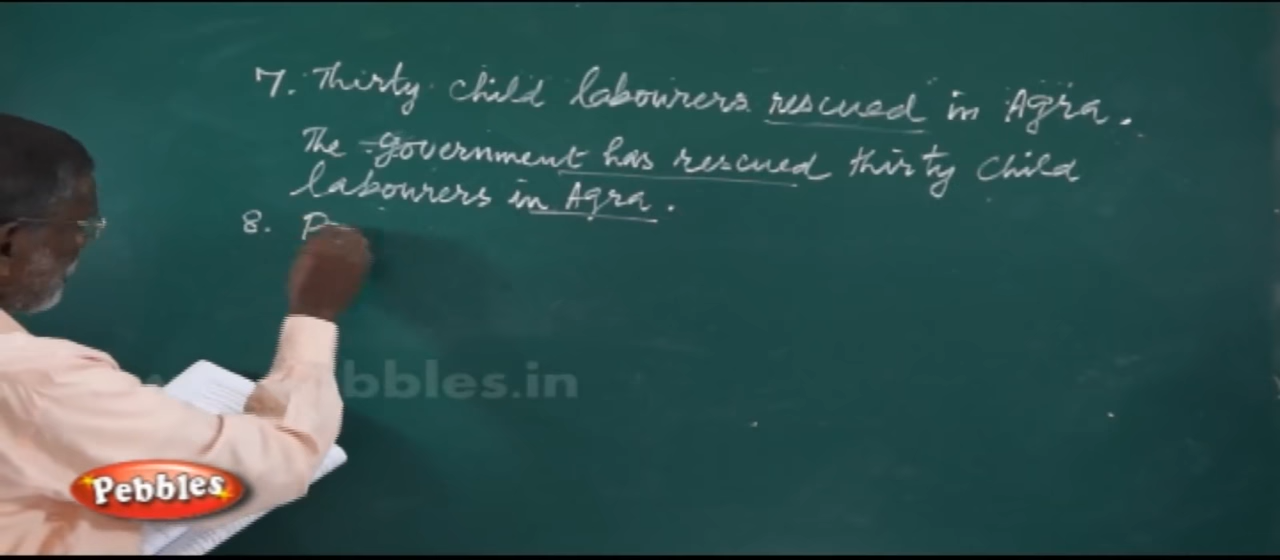 7. Thirty child labourers rescued in Agra.
The government has rescued thirty child
labourers in Agra.
8.
bbles.in
Pebbles